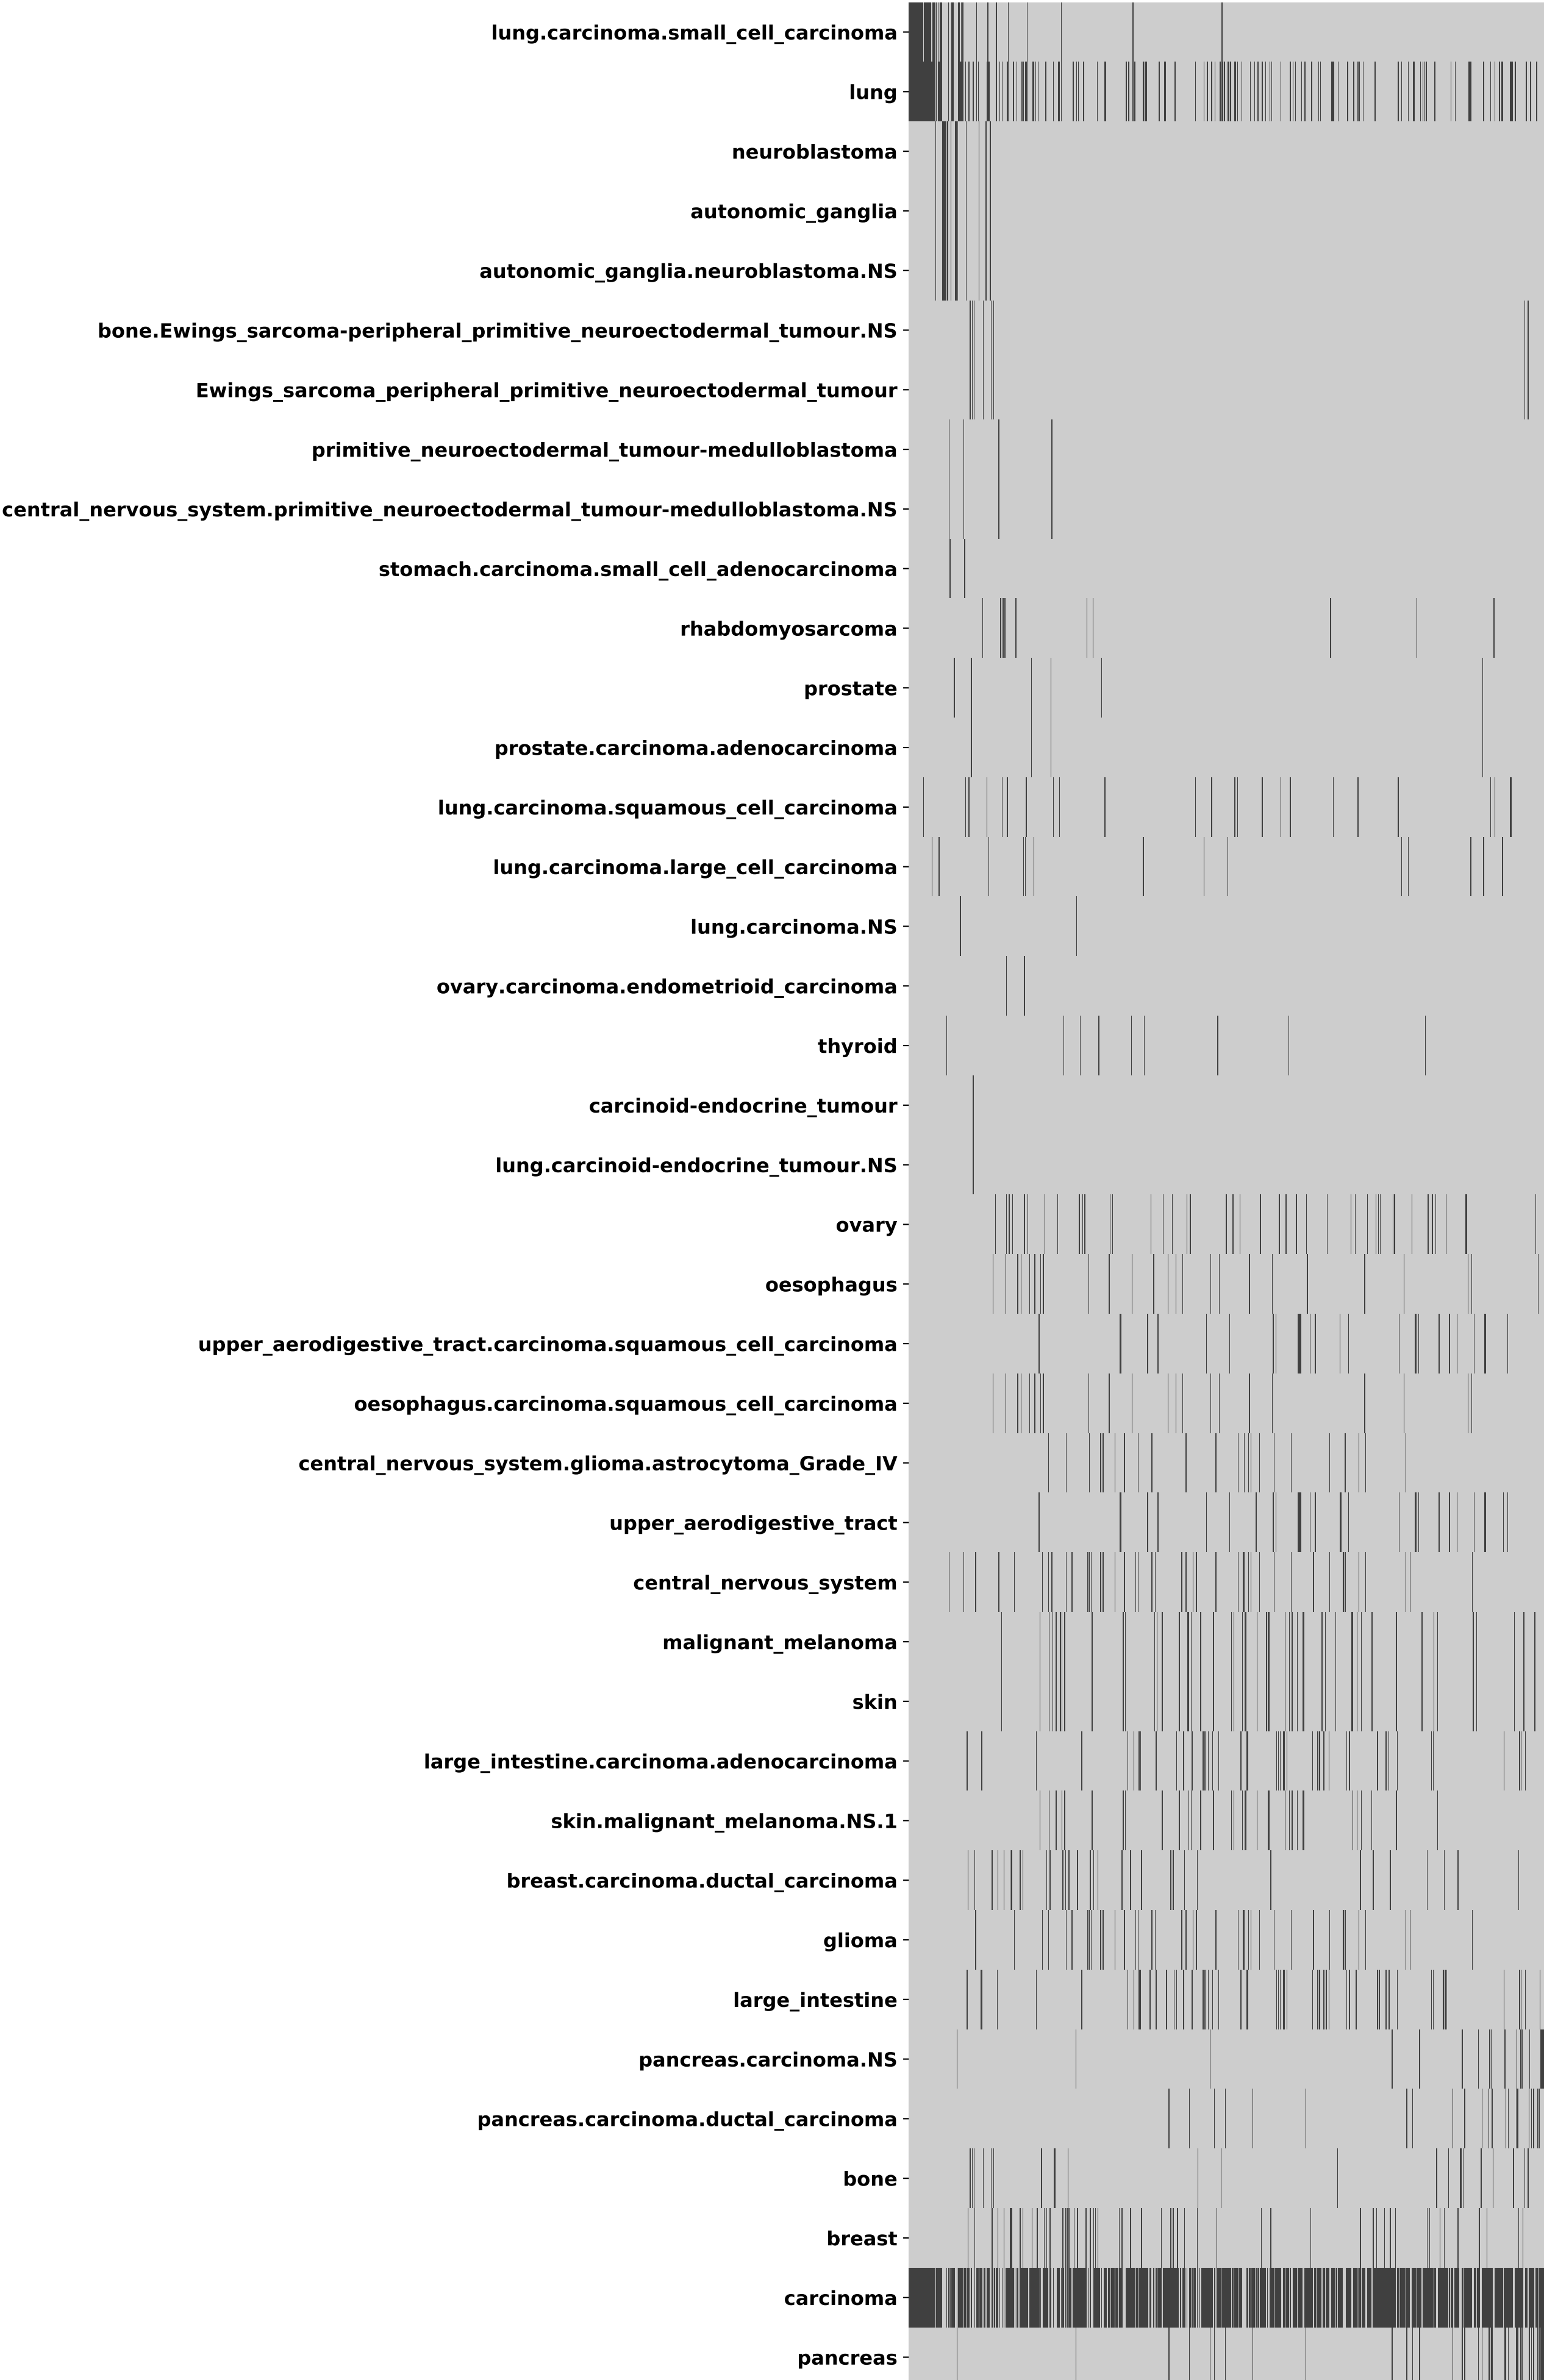 lung.carcinoma.small_cell_carcinoma
lung
neuroblastoma
autonomic_ganglia
autonomic_ganglia.neuroblastoma.NS
bone.Ewings_sarcoma-peripheral_primitive_neuroectodermal_tumour.NS
Ewings_sarcoma_peripheral_primitive_neuroectodermal_tumour
primitive_neuroectodermal_tumour-medulloblastoma
central_nervous_system.primitive_neuroectodermal_tumour-medulloblastoma.NS
stomach.carcinoma.small_cell_adenocarcinoma
rhabdomyosarcoma
prostate
prostate.carcinoma.adenocarcinoma
lung.carcinoma.squamous_cell_carcinoma
lung.carcinoma.large_cell_carcinoma
lung.carcinoma.NS
ovary.carcinoma.endometrioid_carcinoma
thyroid
carcinoid-endocrine_tumour
lung.carcinoid-endocrine_tumour.NS
ovary
oesophagus
upper_aerodigestive_tract.carcinoma.squamous_cell_carcinoma
oesophagus.carcinoma.squamous_cell_carcinoma
central_nervous_system.glioma.astrocytoma_Grade_IV
upper_aerodigestive_tract
central_nervous_system
malignant_melanoma
skin
large_intestine.carcinoma.adenocarcinoma
skin.malignant_melanoma.NS.1
breast.carcinoma.ductal_carcinoma
glioma
large_intestine
pancreas.carcinoma.NS
pancreas.carcinoma.ductal_carcinoma
bone
breast
carcinoma
pancreas